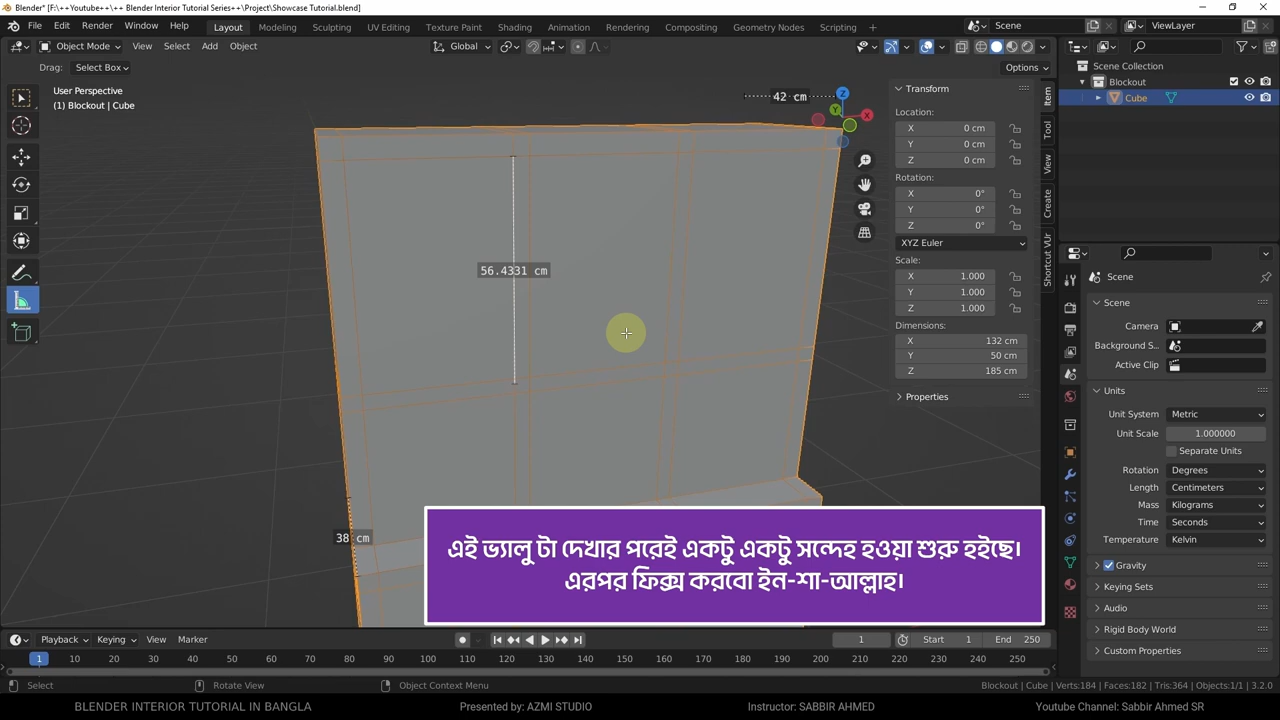 Blender* [F:\++Youtube++\++ Blender Interior Tutorial Series++\Project\Showcase Tutorial.blend]
File Edit Render Window Help Layout Modeling Sculpting UV Editing Texture Paint Shading Animation Rendering Compositing Geometry Nodes Scripting Scene ViewLayer
Object Mode View Select Add Object Global
Drag: Select Box Options
User Perspective
(1) Blockout | Cube
42 cm
Z
Y
X
56.4331 cm
38 cm
Transform
Location:
X 0 cm
Y 0 cm
Z 0 cm
Rotation:
X 0°
Y 0°
Z 0°
XYZ Euler
Scale:
X 1.000
Y 1.000
Z 1.000
Dimensions:
X 132 cm
Y 50 cm
Z 185 cm
Properties
Item
Tool
View
Create
Shortcut VUr
Scene Collection
Blockout
Cube
Scene
Scene
Camera
Background S...
Active Clip
Units
Unit System Metric
Unit Scale 1.000000
Separate Units
Rotation Degrees
Length Centimeters
Mass Kilograms
Time Seconds
Temperature Kelvin
Gravity
Keying Sets
Audio
Rigid Body World
Custom Properties
এই ভ্যালু টা দেখার পরেই একটু একটু সন্দেহ হওয়া শুরু হইছে।
এরপর ফিক্স করবো ইন-শা-আল্লাহ।
Playback Keying View Marker 1 Start 1 End 250
1 10 20 30 40 50 60 70 80 90 100 110 120 130 140 150 160 170 180 190 200 210 220 230 240 250
Select Rotate View Object Context Menu Blockout | Cube | Verts:184 | Faces:182 | Tris:364 | Objects:1/1 | 3.2.0
BLENDER INTERIOR TUTORIAL IN BANGLA Presented by: AZMI STUDIO Instructor: SABBIR AHMED Youtube Channel: Sabbir Ahmed SR